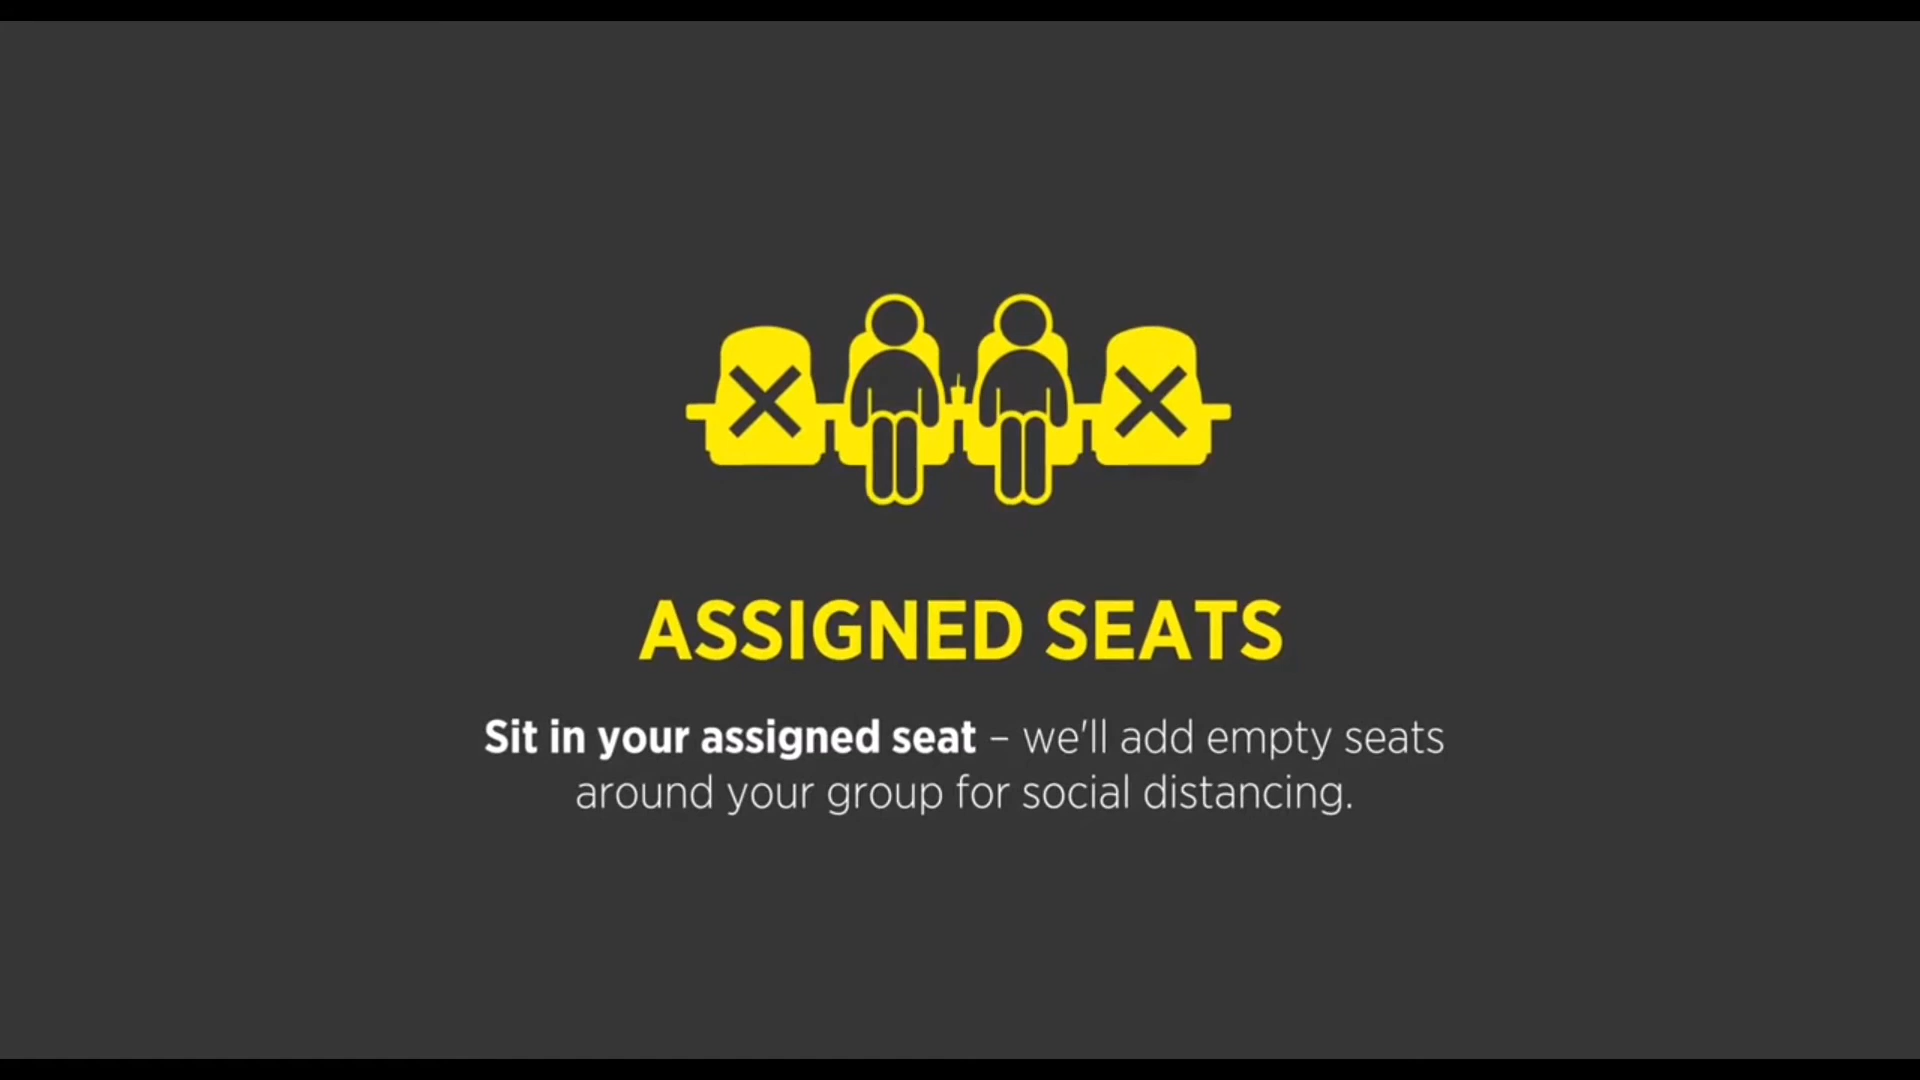 ASSIGNED SEATS
Sit in your assigned seat – we'll add empty seats
around your group for social distancing.